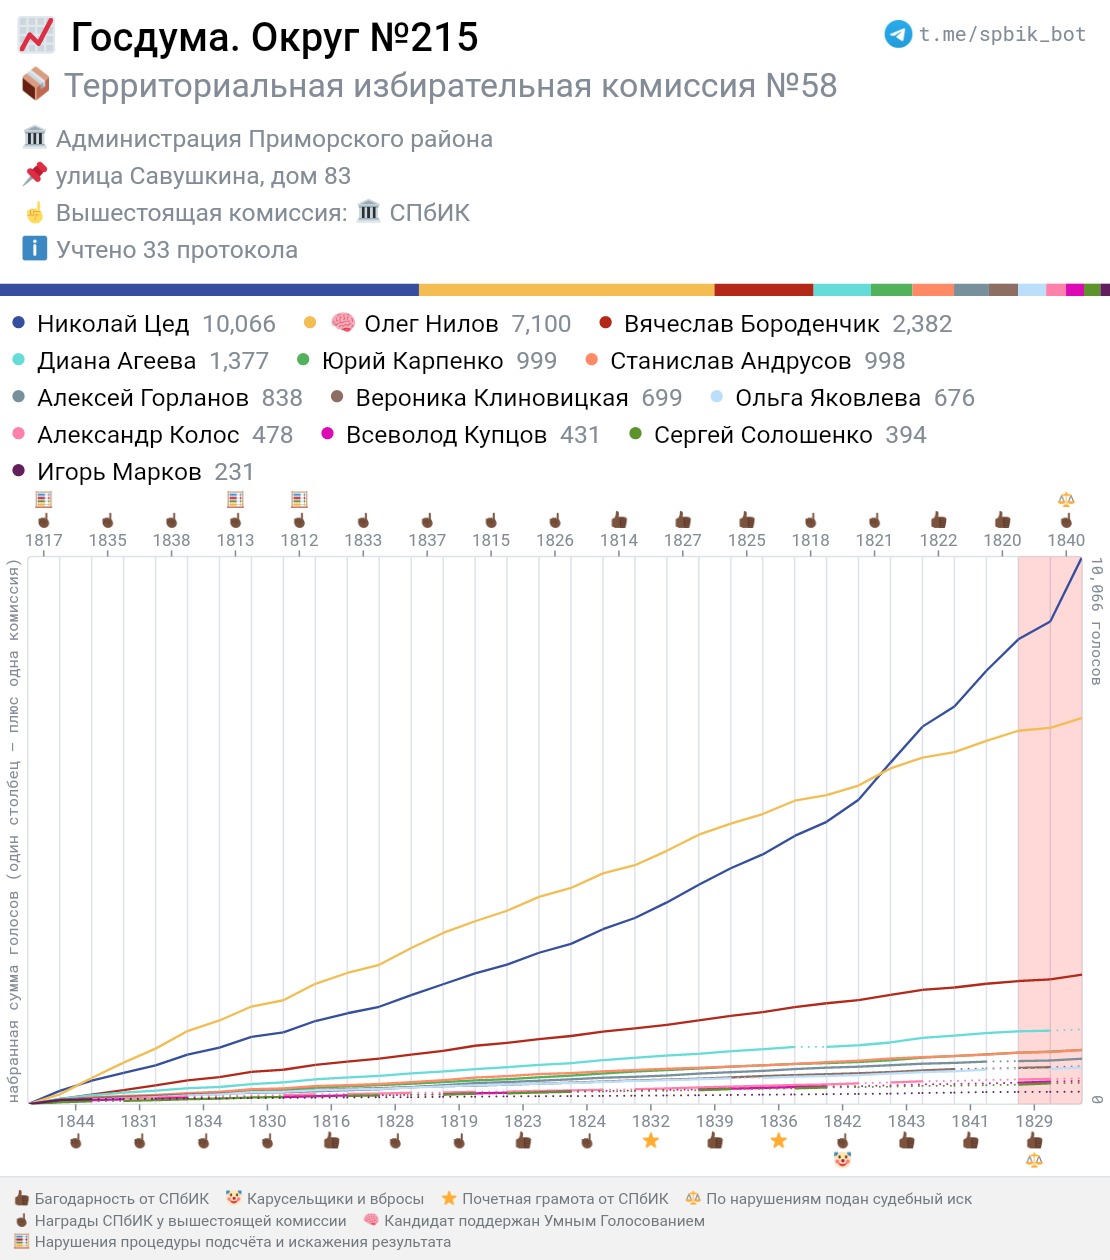 Госдума. Округ №215
t.me/spbik_bot
Территориальная избирательная комиссия №58
Администрация Приморского района
улица Савушкина, дом 83
Вышестоящая комиссия: СПбИК
Учтено 33 протокола
Николай Цед 10,066 Олег Нилов 7,100 Вячеслав Бороденчик 2,382
Диана Агеева 1,377 Юрий Карпенко 999 Станислав Андрусов 998
Алексей Горланов 838 Вероника Клиновицкая 699 Ольга Яковлева 676
Александр Колос 478 Всеволод Купцов 431 Сергей Солошенко 394
Игорь Марков 231
1817 1835 1838 1813 1812 1833 1837 1815 1826 1814 1827 1825 1818 1821 1822 1820 1840
набранная сумма голосов (один столбец – плюс одна комиссия)
10,066 голосов
0
1844 1831 1834 1830 1816 1828 1819 1823 1824 1832 1839 1836 1842 1843 1841 1829
Багодарность от СПбИК Карусельщики и вбросы Почетная грамота от СПбИК По нарушениям подан судебный иск
Награды СПбИК у вышестоящей комиссии Кандидат поддержан Умным Голосованием
Нарушения процедуры подсчёта и искажения результата